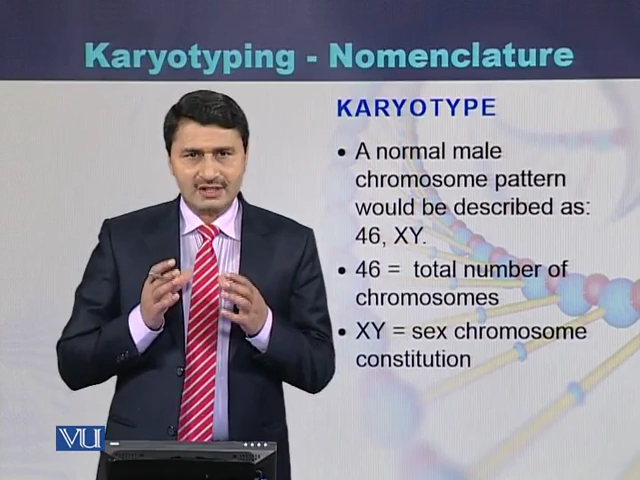 Karyotyping - Nomenclature
KARYOTYPE
• A normal male
chromosome pattern
would be described as:
46, XY.
• 46 = total number of
chromosomes
• XY = sex chromosome
constitution
VU